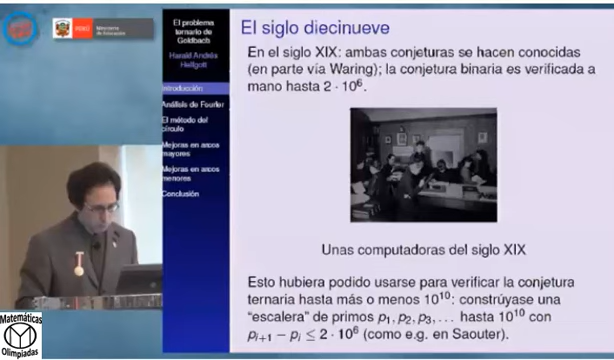 PERÚ
Ministerio de Educación
El problema
ternario de
Goldbach
Harald Andrés
Helfgott
Introducción
Análisis de Fourier
El método del
círculo
Mejoras en arcos
mayores
Mejoras en arcos
menores
Conclusión
El siglo diecinueve
En el siglo XIX: ambas conjeturas se hacen conocidas
(en parte vía Waring); la conjetura binaria es verificada a
mano hasta 2 · 10⁶.
Unas computadoras del siglo XIX
Esto hubiera podido usarse para verificar la conjetura
ternaria hasta más o menos 10¹⁰: constrúyase una
“escalera” de primos p₁, p₂, p₃, … hasta 10¹⁰ con
pᵢ₊₁ − pᵢ ≤ 2 · 10⁶ (como e.g. en Saouter).
Matemáticas
Olimpiadas